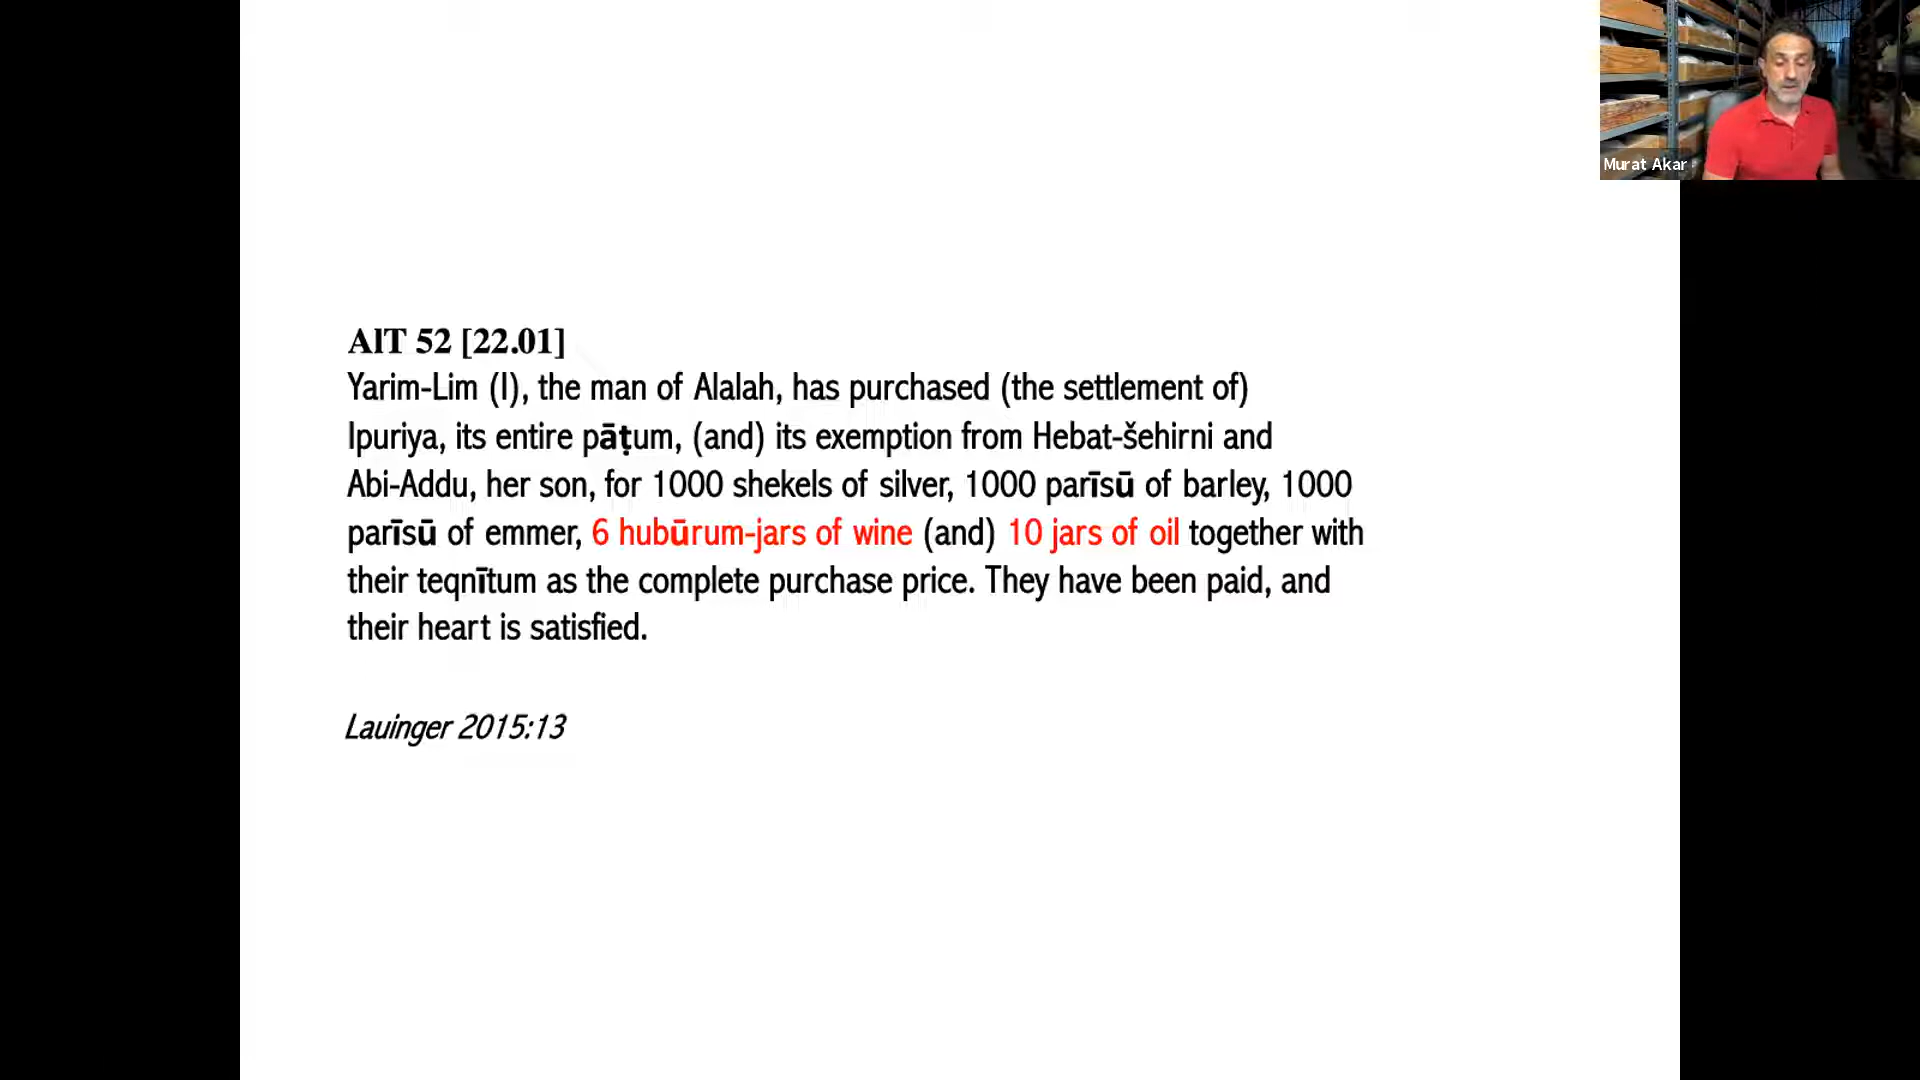 Murat Akar
AlT 52 [22.01]
Yarim-Lim (I), the man of Alalah, has purchased (the settlement of)
Ipuriya, its entire pāṭum, (and) its exemption from Hebat-šehirni and
Abi-Addu, her son, for 1000 shekels of silver, 1000 parīsū of barley, 1000
parīsū of emmer, 6 hubūrum-jars of wine (and) 10 jars of oil together with
their teqnītum as the complete purchase price. They have been paid, and
their heart is satisfied.
Lauinger 2015:13